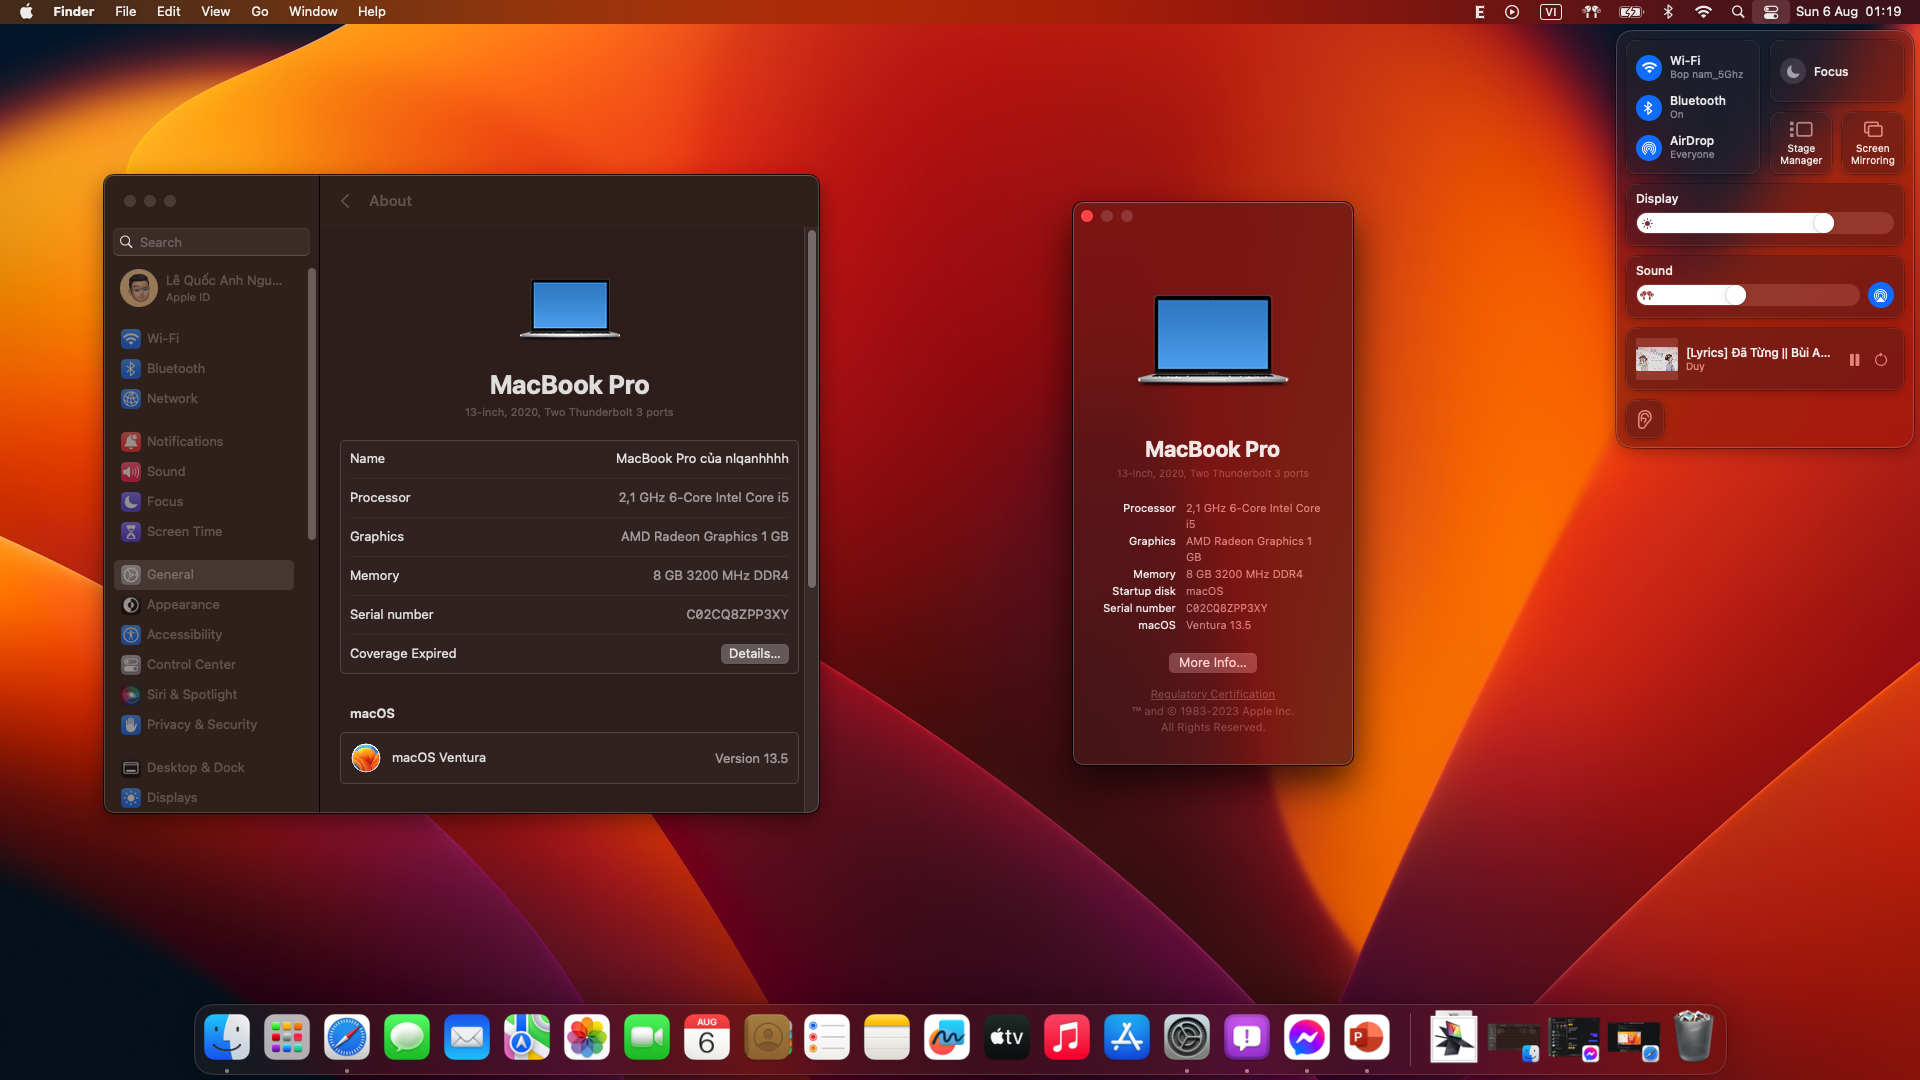 Finder File Edit View Go Window Help
E VI Sun 6 Aug 01:19
About
Search
Lê Quốc Anh Ngu...
Apple ID
Wi-Fi
Bluetooth
Network
Notifications
Sound
Focus
Screen Time
General
Appearance
Accessibility
Control Center
Siri & Spotlight
Privacy & Security
Desktop & Dock
Displays
MacBook Pro
13-inch, 2020, Two Thunderbolt 3 ports
Name MacBook Pro của nlqanhhhh
Processor 2,1 GHz 6-Core Intel Core i5
Graphics AMD Radeon Graphics 1 GB
Memory 8 GB 3200 MHz DDR4
Serial number C02CQ8ZPP3XY
Coverage Expired Details...
macOS
macOS Ventura Version 13.5
MacBook Pro
13-inch, 2020, Two Thunderbolt 3 ports
Processor 2,1 GHz 6-Core Intel Core
i5
Graphics AMD Radeon Graphics 1
GB
Memory 8 GB 3200 MHz DDR4
Startup disk macOS
Serial number C02CQ8ZPP3XY
macOS Ventura 13.5
More Info...
Regulatory Certification
™ and © 1983-2023 Apple Inc.
All Rights Reserved.
Wi-Fi
Bop nam_5Ghz
Bluetooth
On
AirDrop
Everyone
Focus
Stage
Manager
Screen
Mirroring
Display
Sound
[Lyrics] Đã Từng || Bùi A...
Duy
AUG
6
tv
P